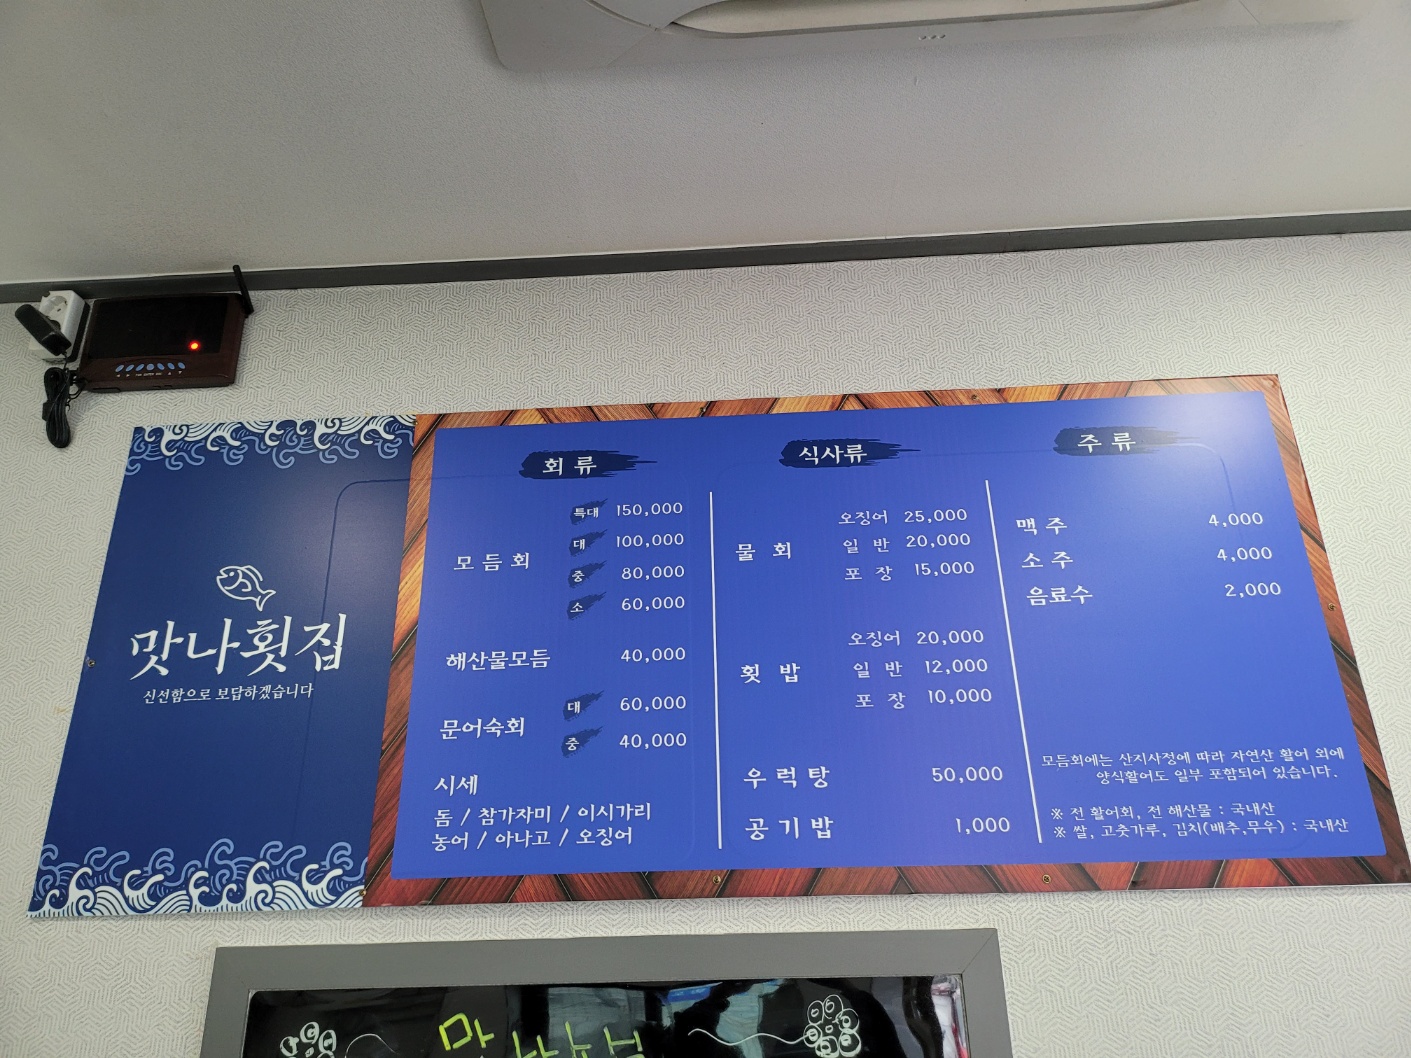 맛나횟집
신선함으로 보답하겠습니다
회 류
모 듬 회
특대 150,000
대 100,000
중 80,000
소 60,000
해산물모듬 40,000
문어숙회
대 60,000
중 40,000
시세
돔 / 참가자미 / 이시가리
농어 / 아나고 / 오징어
식사류
물 회
오징어 25,000
일 반 20,000
포 장 15,000
횟 밥
오징어 20,000
일 반 12,000
포 장 10,000
우 럭 탕 50,000
공 기 밥 1,000
주 류
맥 주 4,000
소 주 4,000
음료수 2,000
모듬회에는 산지사정에 따라 자연산 활어 외에
양식활어도 일부 포함되어 있습니다.
※ 전 활어회, 전 해산물 : 국내산
※ 쌀, 고춧가루, 김치(배추,무우) : 국내산